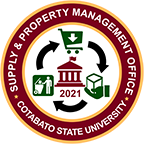 SUPPLY & PROPERTY MANAGEMENT OFFICE
2021
COTABATO STATE UNIVERSITY